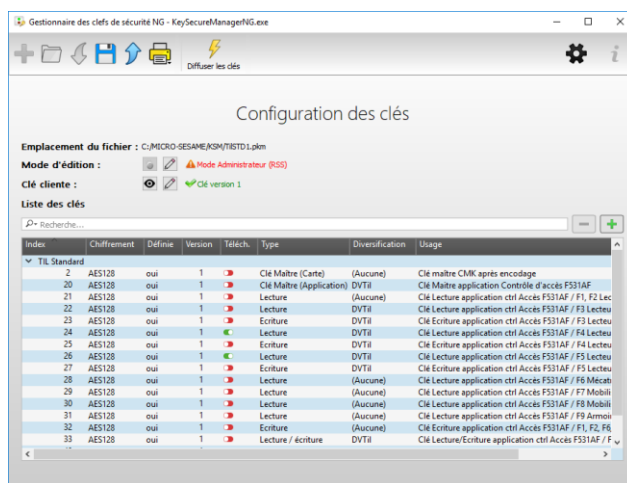 Gestionnaire des clefs de sécurité NG - KeySecureManagerNG.exe
Diffuser les clés
Configuration des clés
Emplacement du fichier : C:/MICRO-SESAME/KSM/TilSTD1.pkm
Mode d'édition : Mode Administrateur (RSS)
Clé cliente : Clé version 1
Liste des clés
Recherche...
Index Chiffrement Définie Version Téléch. Type Diversification Usage
TIL Standard
2 AES128 oui 1 Clé Maître (Carte) (Aucune) Clé maître CMK après encodage
20 AES128 oui 1 Clé Maître (Application) DVTil Clé Maitre application Contrôle d'accès F531AF
21 AES128 oui 1 Lecture (Aucune) Clé Lecture application ctrl Accès F531AF / F1, F2 Lec
22 AES128 oui 1 Lecture DVTil Clé Lecture application ctrl Accès F531AF / F3 Lecteu
23 AES128 oui 1 Ecriture DVTil Clé Ecriture application ctrl Accès F531AF / F3 Lecteu
24 AES128 oui 1 Lecture DVTil Clé Lecture application ctrl Accès F531AF / F4 Lecteu
25 AES128 oui 1 Ecriture DVTil Clé Ecriture application ctrl Accès F531AF / F4 Lecteu
26 AES128 oui 1 Lecture DVTil Clé Lecture application ctrl Accès F531AF / F5 Lecteu
27 AES128 oui 1 Ecriture DVTil Clé Ecriture application ctrl Accès F531AF / F5 Lecteu
28 AES128 oui 1 Lecture (Aucune) Clé Lecture application ctrl Accès F531AF / F6 Mécat
29 AES128 oui 1 Lecture (Aucune) Clé Lecture application ctrl Accès F531AF / F7 Mobili
30 AES128 oui 1 Lecture (Aucune) Clé Lecture application ctrl Accès F531AF / F8 Mobili
31 AES128 oui 1 Lecture (Aucune) Clé Lecture application ctrl Accès F531AF / F9 Armoi
32 AES128 oui 1 Ecriture (Aucune) Clé Ecriture application ctrl Accès F531AF / F1, F2, F6,
33 AES128 oui 1 Lecture / écriture DVTil Clé Lecture/Ecriture application ctrl Accès F531AF / F